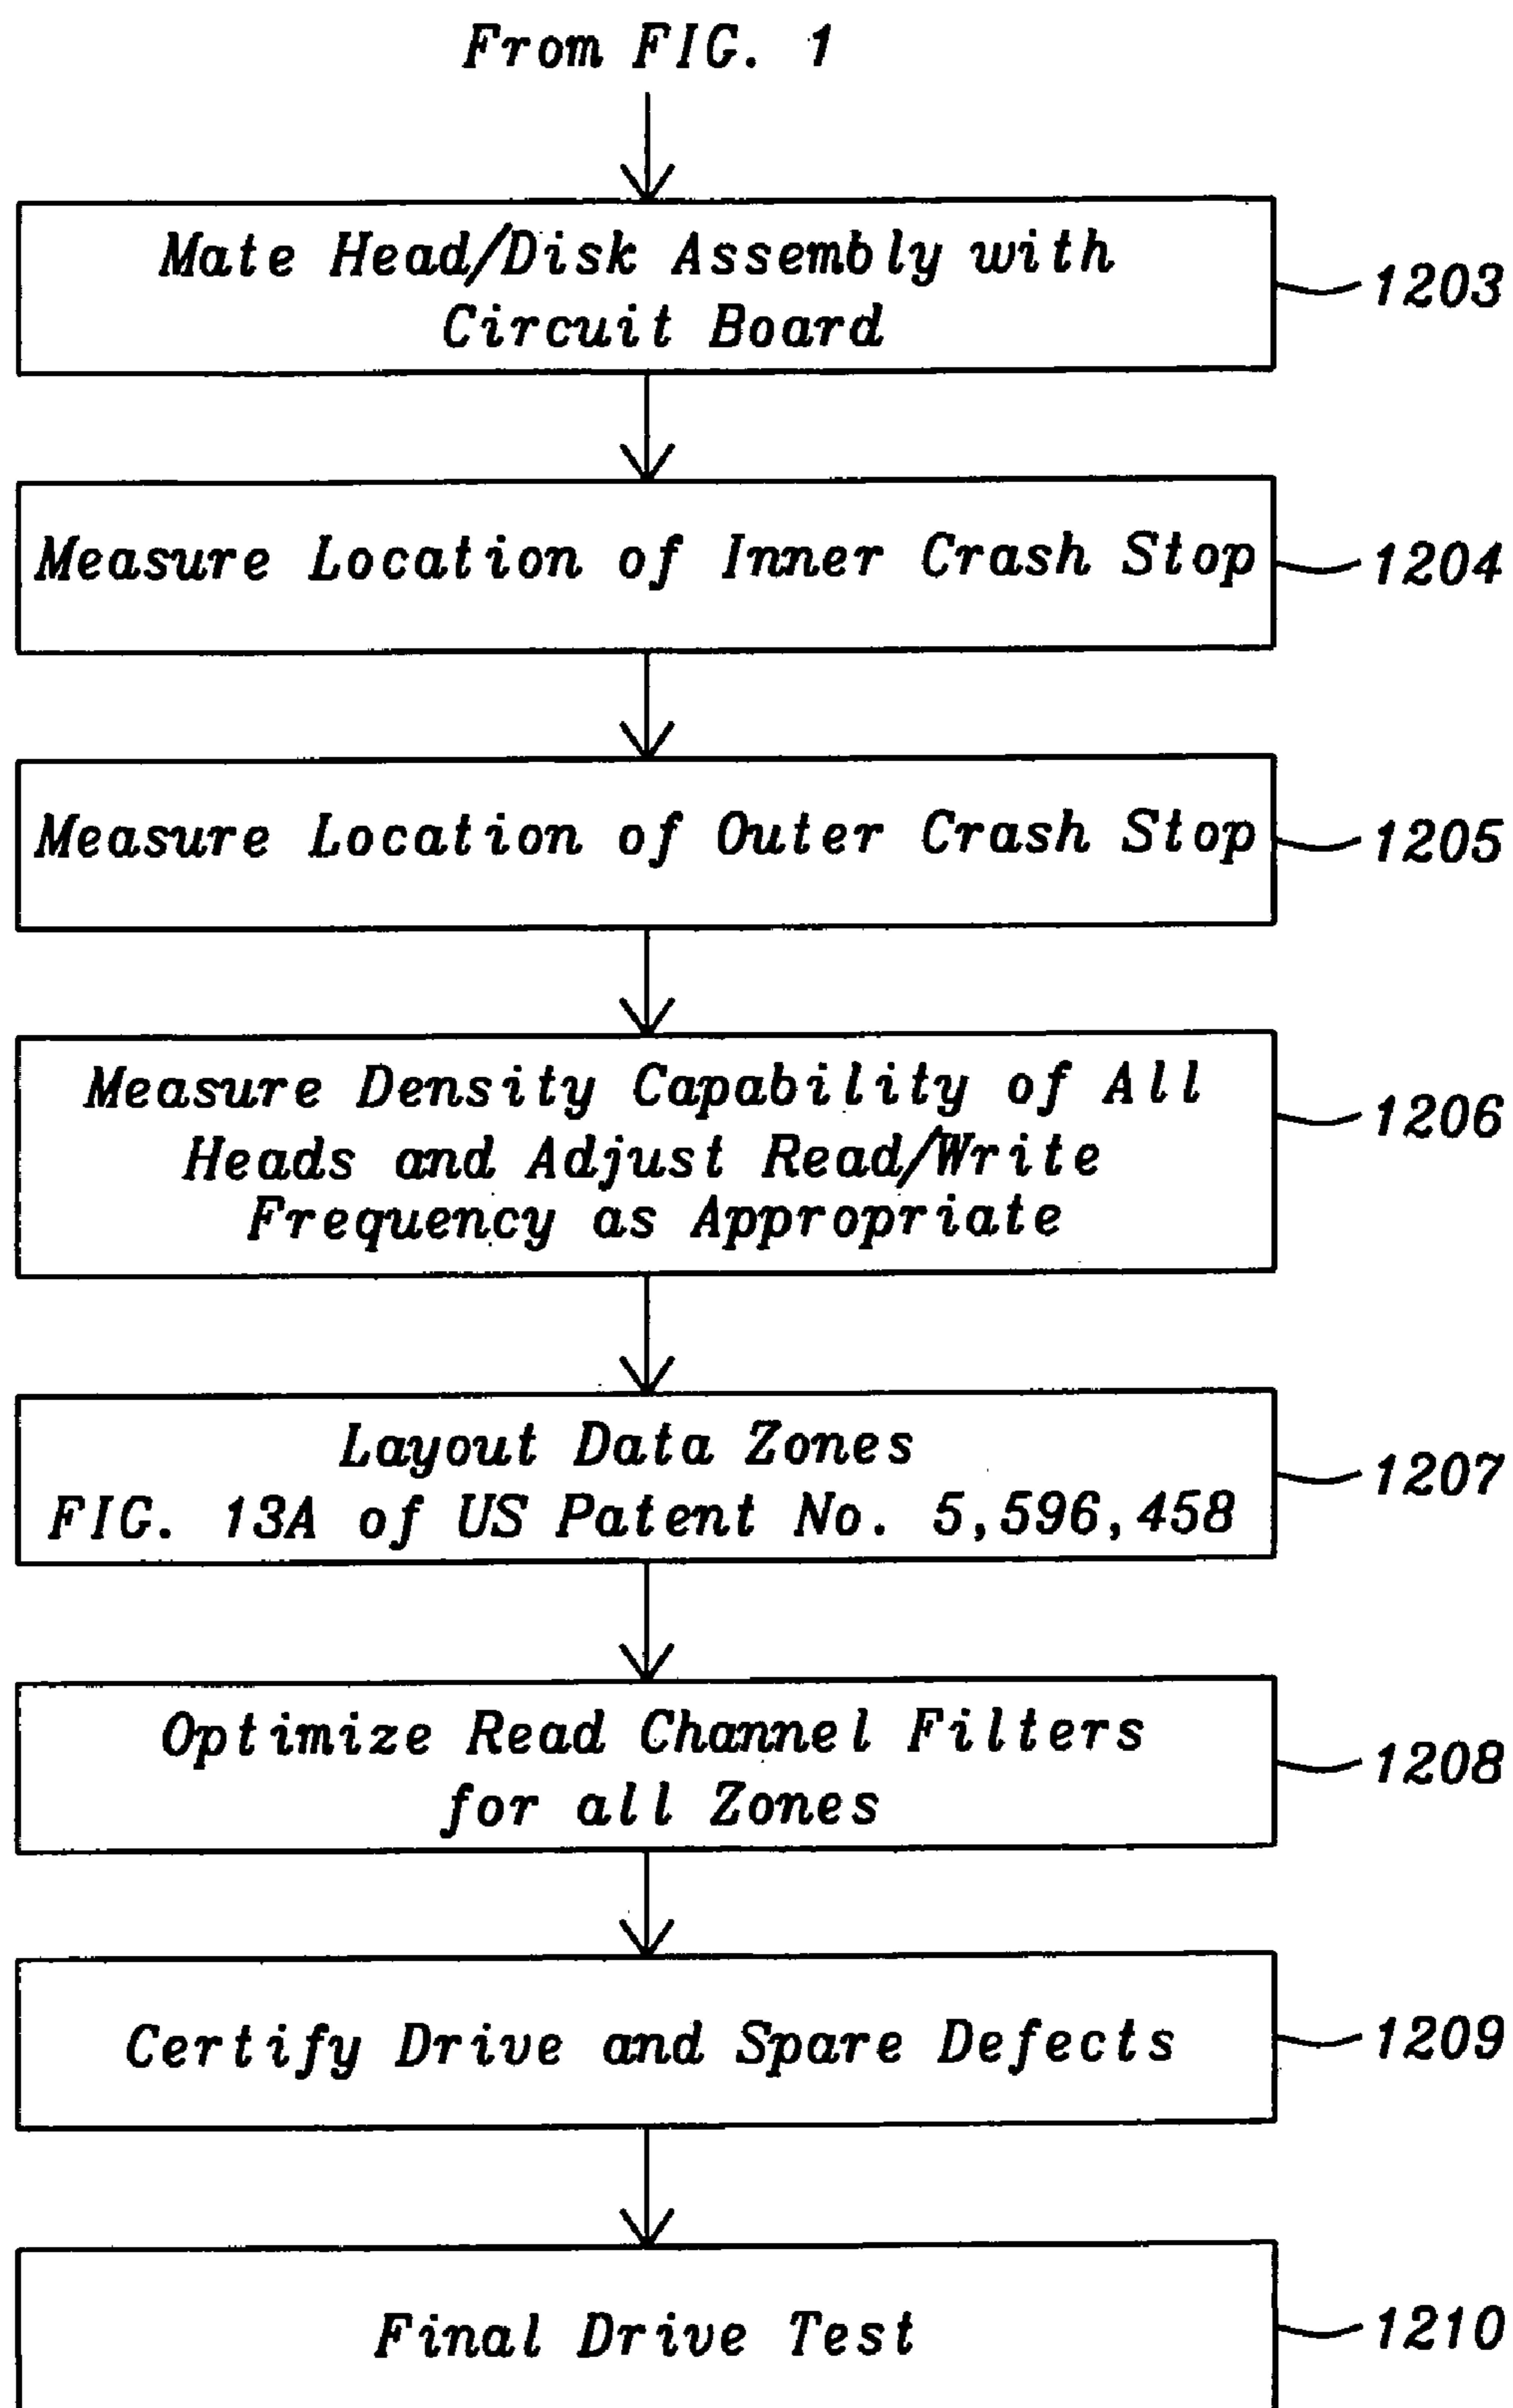 From FIG. 1
Mate Head/Disk Assembly with
Circuit Board
1203
Measure Location of Inner Crash Stop
1204
Measure Location of Outer Crash Stop
1205
Measure Density Capability of All
Heads and Adjust Read/Write
Frequency as Appropriate
1206
Layout Data Zones
FIG. 13A of US Patent No. 5,596,458
1207
Optimize Read Channel Filters
for all Zones
1208
Certify Drive and Spare Defects
1209
Final Drive Test
1210